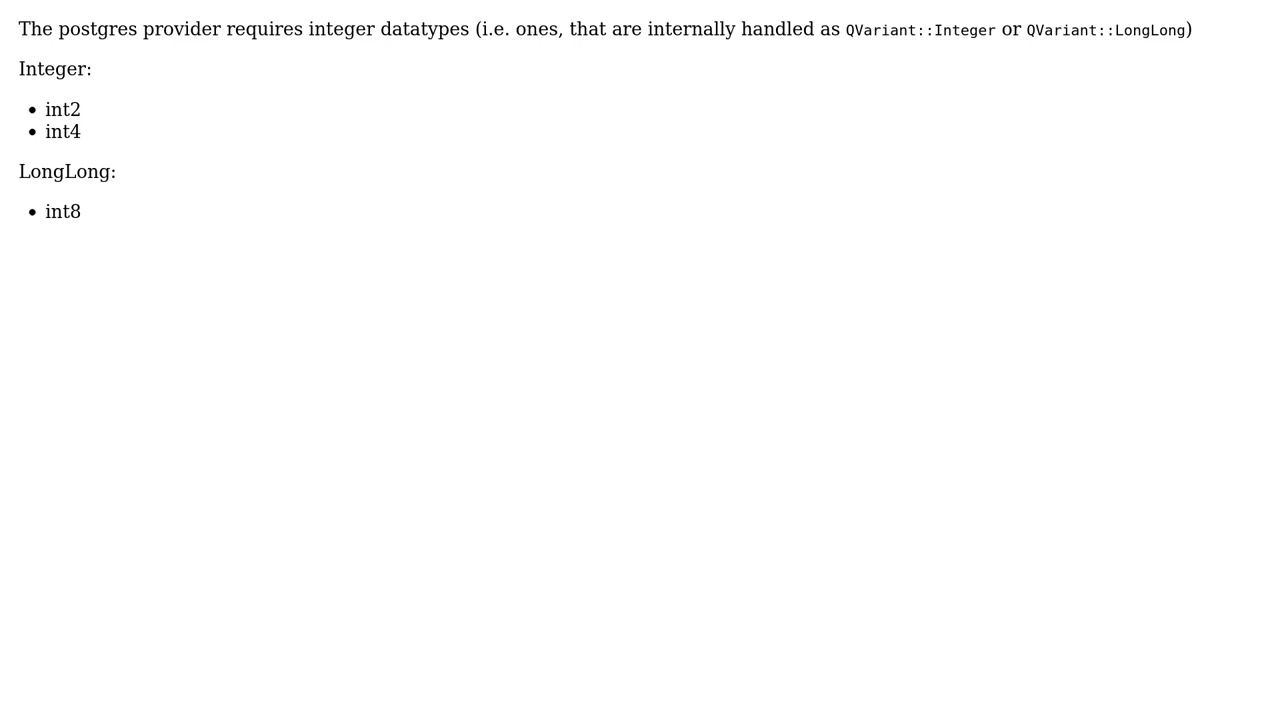 The postgres provider requires integer datatypes (i.e. ones, that are internally handled as QVariant::Integer or QVariant::LongLong)
Integer:
• int2
• int4
LongLong:
• int8